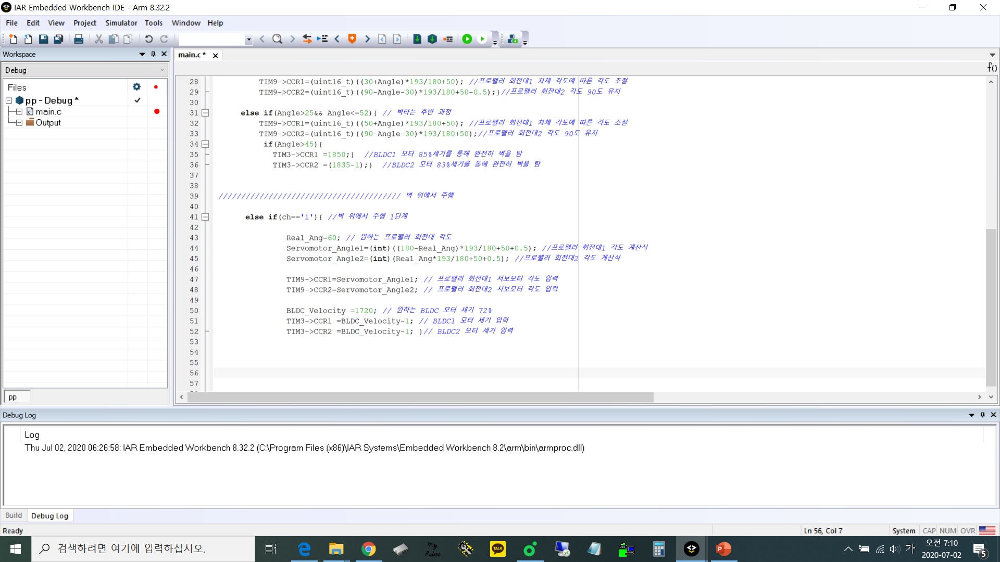 IAR Embedded Workbench IDE - Arm 8.32.2
File Edit View Project Simulator Tools Window Help
Workspace
main.c *
Debug
f()
Files
pp - Debug *
main.c
Output
28 TIM9->CCR1=(uint16_t)((30+Angle)*193/180+50); //프로펠러 회전대1 차체 각도에 따른 각도 조절
29 TIM9->CCR2=(uint16_t)((90-Angle-30)*193/180+50-0.5);}//프로펠러 회전대2 각도 90도 유지
30
31 else if(Angle>25&& Angle<=52){ // 벽타는 후반 과정
32 TIM9->CCR1=(uint16_t)((50+Angle)*193/180+50); //프로펠러 회전대1 차체 각도에 따른 각도 조절
33 TIM9->CCR2=(uint16_t)((90-Angle-30)*193/180+50);//프로펠러 회전대2 각도 90도 유지
34 if(Angle>45){
35 TIM3->CCR1 =1850;} //BLDC1 모터 85%세기를 통해 완전히 벽을 탐
36 TIM3->CCR2 =(1835-1);} //BLDC2 모터 83%세기를 통해 완전히 벽을 탐
37
38
39 //////////////////////////////////////// 벽 위에서 주행
40
41 else if(ch=='i'){ //벽 위에서 주행 1단계
42
43 Real_Ang=60; // 원하는 프로펠러 회전대 각도
44 Servomotor_Angle1=(int)((180-Real_Ang)*193/180+50+0.5); //프로펠러 회전대1 각도 계산식
45 Servomotor_Angle2=(int)(Real_Ang*193/180+50+0.5); //프로펠러 회전대2 각도 계산식
46
47 TIM9->CCR1=Servomotor_Angle1; // 프로펠러 회전대1 서보모터 각도 입력
48 TIM9->CCR2=Servomotor_Angle2; // 프로펠러 회전대2 서보모터 각도 입력
49
50 BLDC_Velocity =1720; // 원하는 BLDC 모터 세기 72%
51 TIM3->CCR1 =BLDC_Velocity-1; // BLDC1 모터 세기 입력
52 TIM3->CCR2 =BLDC_Velocity-1; }// BLDC2 모터 세기 입력
53
54
55
56
57
pp
Debug Log
Log
Thu Jul 02, 2020 06:26:58: IAR Embedded Workbench 8.32.2 (C:\Program Files (x86)\IAR Systems\Embedded Workbench 8.2\arm\bin\armproc.dll)
Build Debug Log
Ready Ln 56, Col 7 System CAP NUM OVR
검색하려면 여기에 입력하십시오.
My Robot
TALK
가
오전 7:10
2020-07-02
5